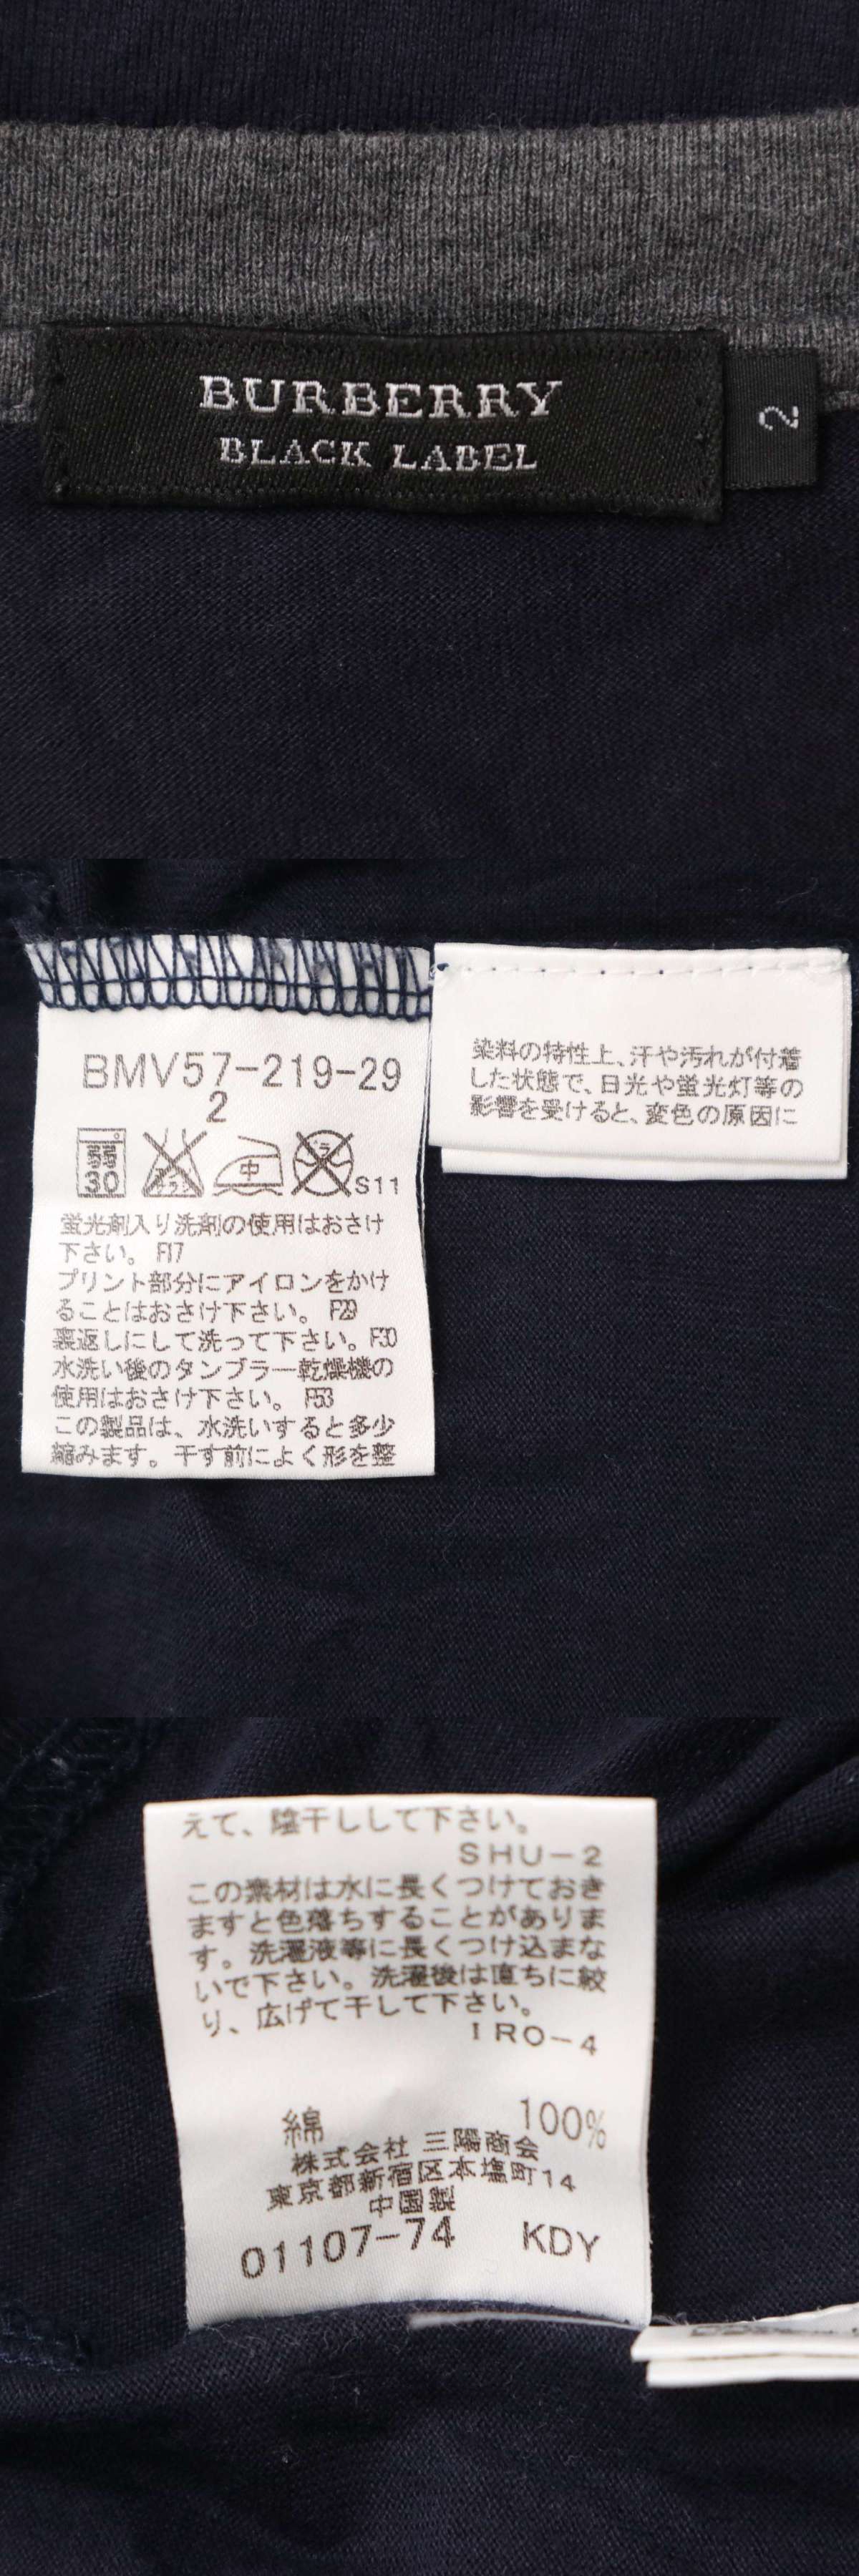 BURBERRY
BLACK LABEL
2
BMV57-219-29
2
弱
30
エンソ
サラシ
中
ドライ
S11
蛍光剤入り洗剤の使用はおさけ
下さい。 F17
プリント部分にアイロンをかけ
ることはおさけ下さい。 F29
裏返しにして洗って下さい。F30
水洗い後のタンブラー乾燥機の
使用はおさけ下さい。 F53
この製品は、水洗いすると多少
縮みます。干す前によく形を整
染料の特性上、汗や汚れが付着
した状態で、日光や蛍光灯等の
影響を受けると、変色の原因に
えて、陰干しして下さい。
SHU-2
この素材は水に長くつけておき
ますと色落ちすることがありま
す。洗濯液等に長くつけ込まな
いで下さい。洗濯後は直ちに絞
り、広げて干して下さい。
IRO-4
綿 100%
株式会社 三陽商会
東京都新宿区本塩町14
中国製
01107-74 KDY